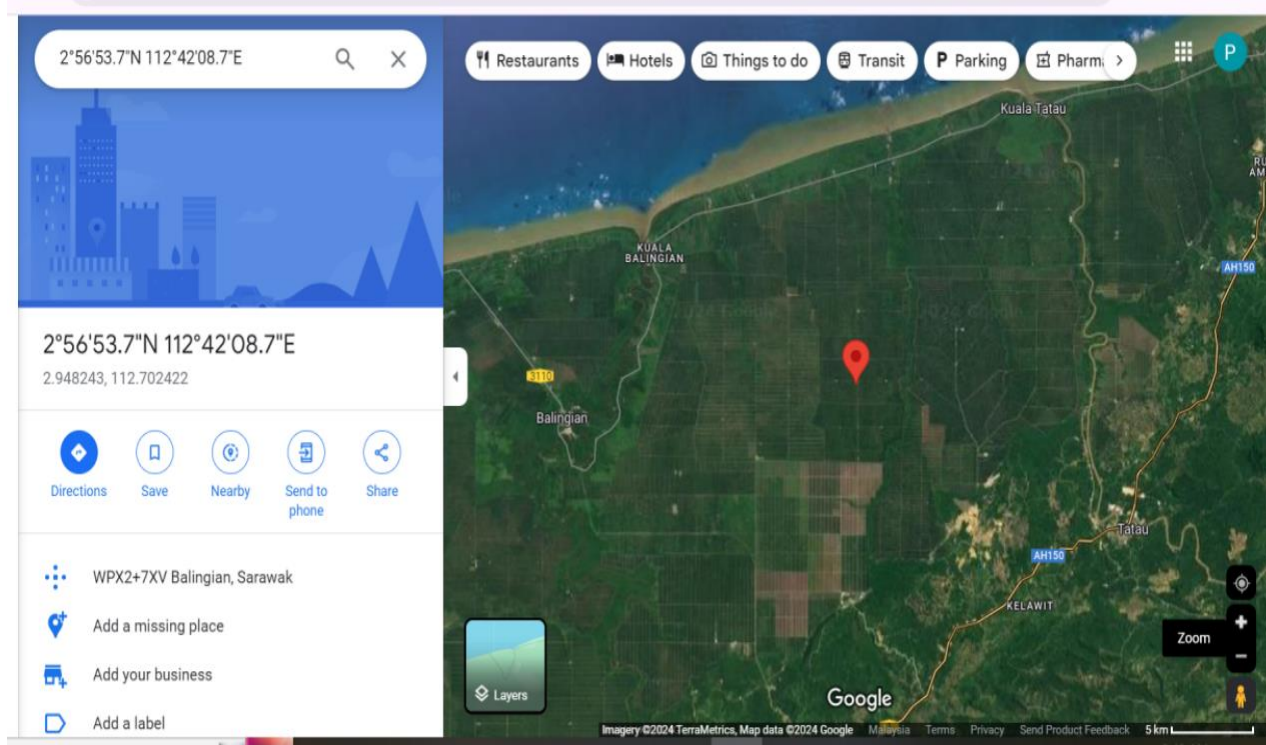 2°56'53.7"N 112°42'08.7"E
Restaurants
Hotels
Things to do
Transit
P Parking
Pharm
P
2°56'53.7"N 112°42'08.7"E
2.948243, 112.702422
Directions
Save
Nearby
Send to
phone
Share
WPX2+7XV Balingian, Sarawak
Add a missing place
Add your business
Add a label
Kuala Tatau
KUALA
BALINGIAN
AH150
3110
Balingian
Tatau
AH150
KELAWIT
Zoom
Layers
Google
Imagery ©2024 TerraMetrics, Map data ©2024 Google Malaysia Terms Privacy Send Product Feedback 5 km